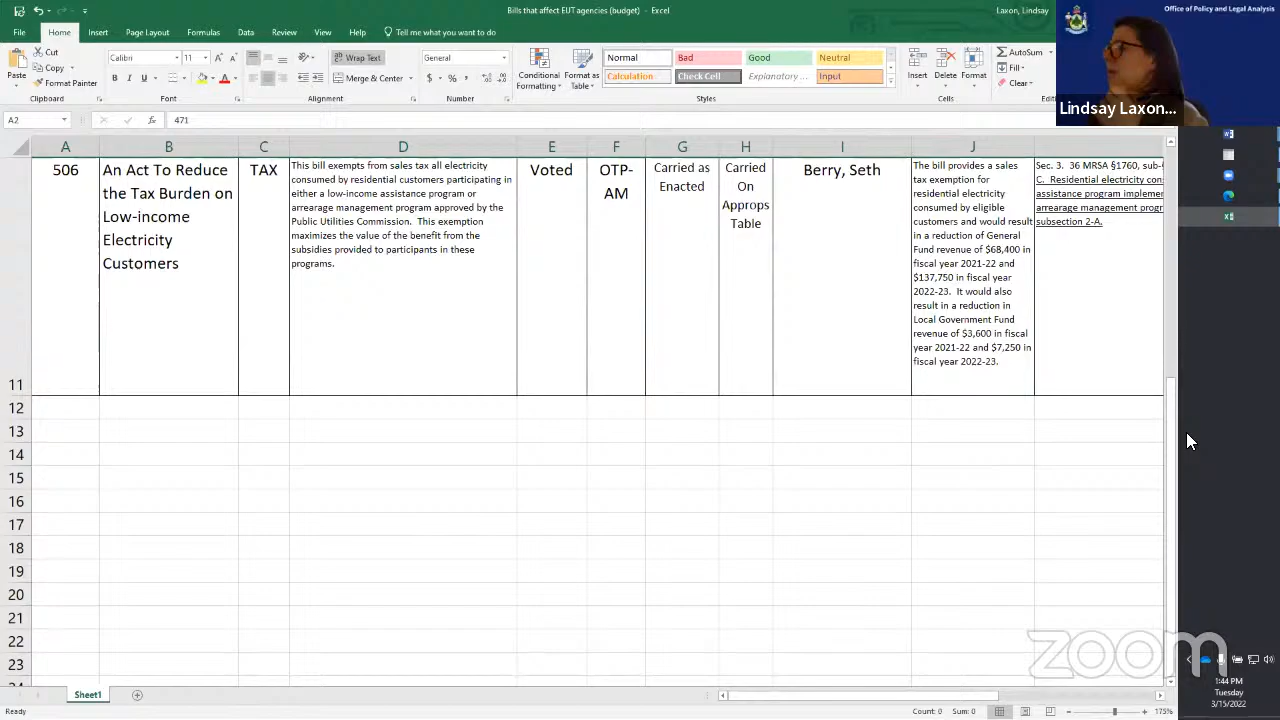 Bills that affect EUT agencies (budget) - Excel
Laxon, Lindsay
Office of Policy and Legal Analysis
File Home Insert Page Layout Formulas Data Review View Help Tell me what you want to do
Paste
Cut
Copy
Format Painter
Calibri 11
B I U
Wrap Text
Merge & Center
General
$ % ,
Conditional Formatting
Format as Table
Normal Bad Good Neutral
Calculation Check Cell Explanatory ... Input
Insert Delete Format
AutoSum
Fill
Clear
Clipboard Font Alignment Number Styles Cells
Lindsay Laxon...
A2 fx 471
A B C D E F G H I J
506
An Act To Reduce
the Tax Burden on
Low-income
Electricity
Customers
TAX
This bill exempts from sales tax all electricity
consumed by residential customers participating in
either a low-income assistance program or
arrearage management program approved by the
Public Utilities Commission. This exemption
maximizes the value of the benefit from the
subsidies provided to participants in these
programs.
Voted
OTP-
AM
Carried as
Enacted
Carried
On
Approps
Table
Berry, Seth
The bill provides a sales
tax exemption for
residential electricity
consumed by eligible
customers and would result
in a reduction of General
Fund revenue of $68,400 in
fiscal year 2021-22 and
$137,750 in fiscal year
2022-23. It would also
result in a reduction in
Local Government Fund
revenue of $3,600 in fiscal
year 2021-22 and $7,250 in
fiscal year 2022-23.
Sec. 3. 36 MRSA §1760, sub-
C. Residential electricity con
assistance program implemen
arrearage management progr
subsection 2-A.
11
12
13
14
15
16
17
18
19
20
21
22
23
zoom
Sheet1
Ready
Count: 0 Sum: 0
175%
1:44 PM
Tuesday
3/15/2022